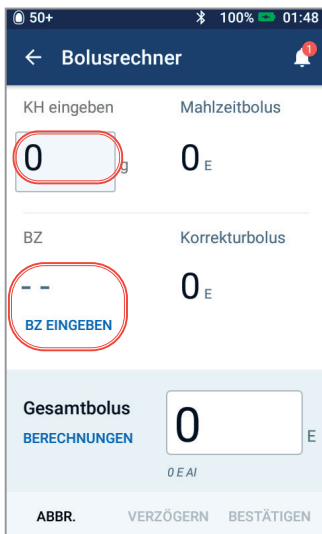 50+ 100% 01:48
Bolusrechner 1
KH eingeben Mahlzeitbolus
0 g 0 E
BZ Korrekturbolus
-- 0 E
BZ EINGEBEN
Gesamtbolus
BERECHNUNGEN 0 E
0 E AI
ABBR. VERZÖGERN BESTÄTIGEN